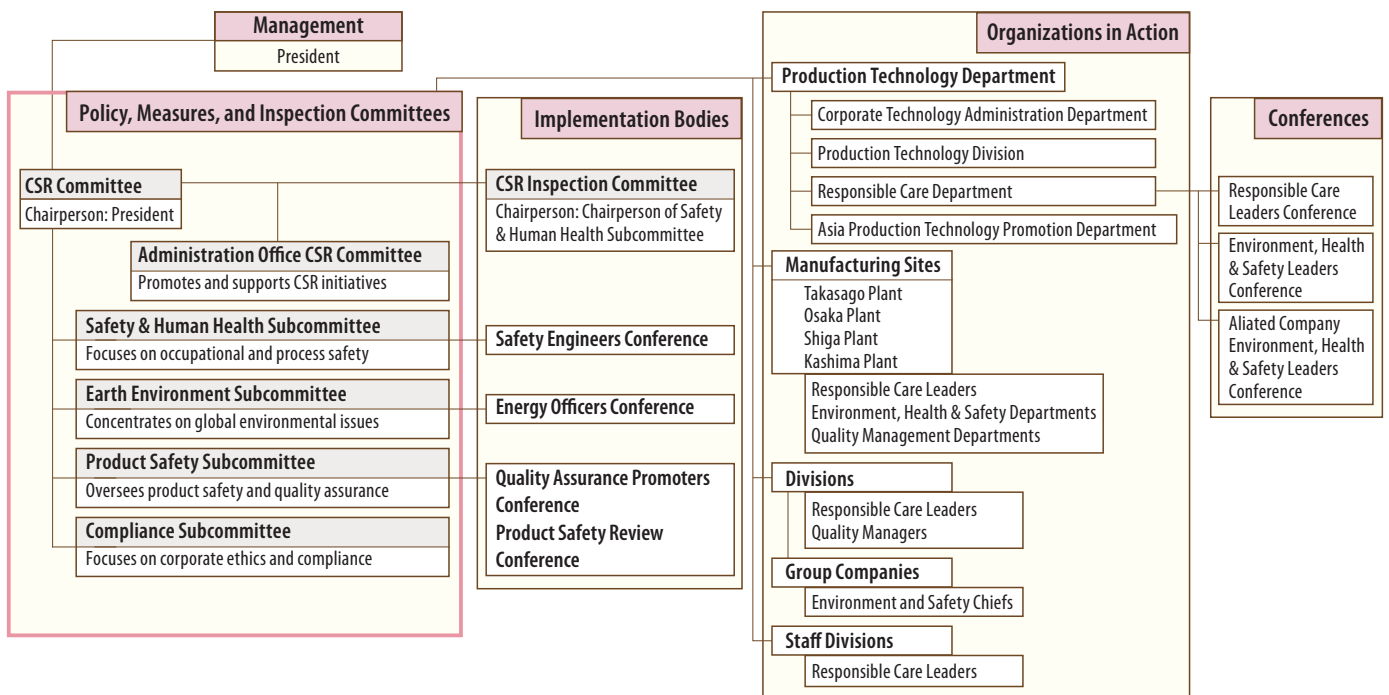 Management
President
Policy, Measures, and Inspection Committees
CSR Committee
Chairperson: President
Administration Office CSR Committee
Promotes and supports CSR initiatives
Safety & Human Health Subcommittee
Focuses on occupational and process safety
Earth Environment Subcommittee
Concentrates on global environmental issues
Product Safety Subcommittee
Oversees product safety and quality assurance
Compliance Subcommittee
Focuses on corporate ethics and compliance
Implementation Bodies
CSR Inspection Committee
Chairperson: Chairperson of Safety
& Human Health Subcommittee
Safety Engineers Conference
Energy Officers Conference
Quality Assurance Promoters
Conference
Product Safety Review
Conference
Organizations in Action
Production Technology Department
Corporate Technology Administration Department
Production Technology Division
Responsible Care Department
Asia Production Technology Promotion Department
Manufacturing Sites
Takasago Plant
Osaka Plant
Shiga Plant
Kashima Plant
Responsible Care Leaders
Environment, Health & Safety Departments
Quality Management Departments
Divisions
Responsible Care Leaders
Quality Managers
Group Companies
Environment and Safety Chiefs
Staff Divisions
Responsible Care Leaders
Conferences
Responsible Care
Leaders Conference
Environment, Health
& Safety Leaders
Conference
Aliated Company
Environment, Health
& Safety Leaders
Conference